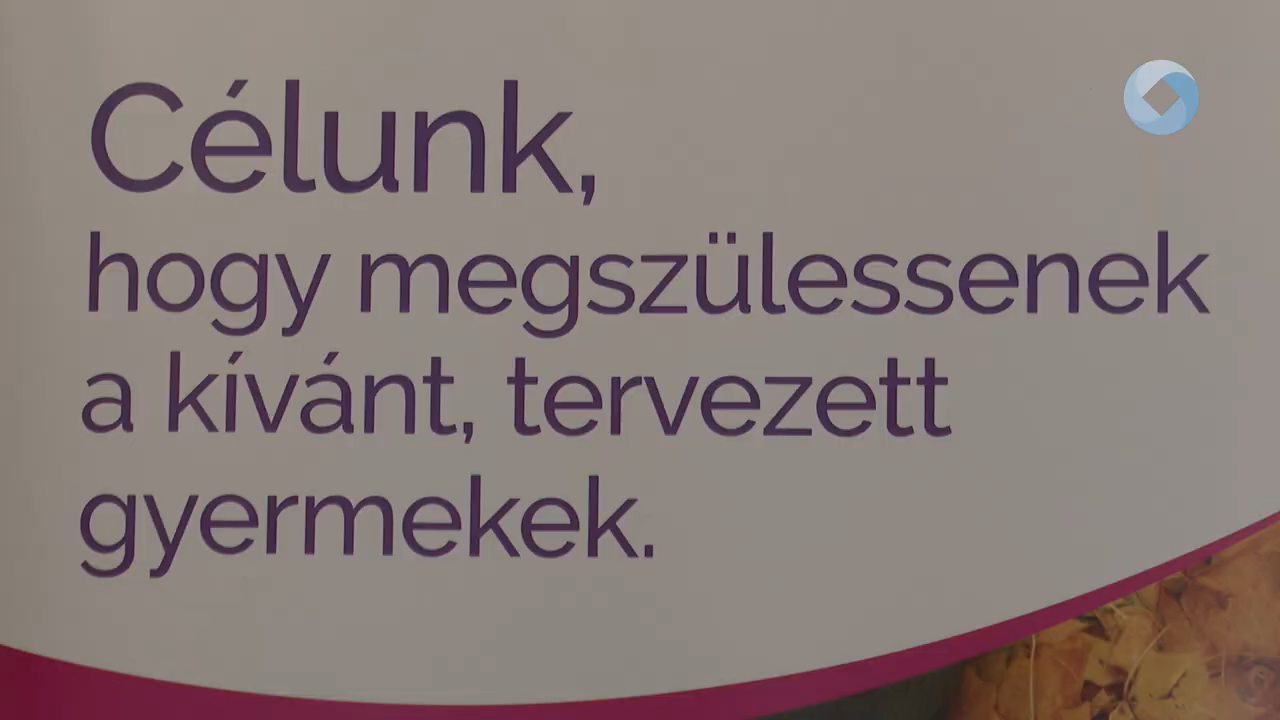 Célunk,
hogy megszülessenek
a kívánt, tervezett
gyermekek.